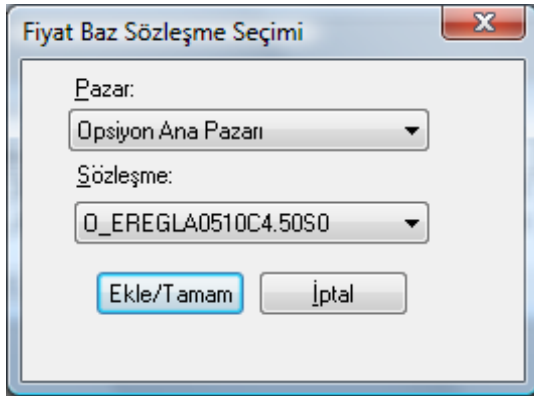 Fiyat Baz Sözleşme Seçimi
Pazar:
Opsiyon Ana Pazarı
Sözleşme:
O_EREGLA0510C4.50S0
Ekle/Tamam İptal